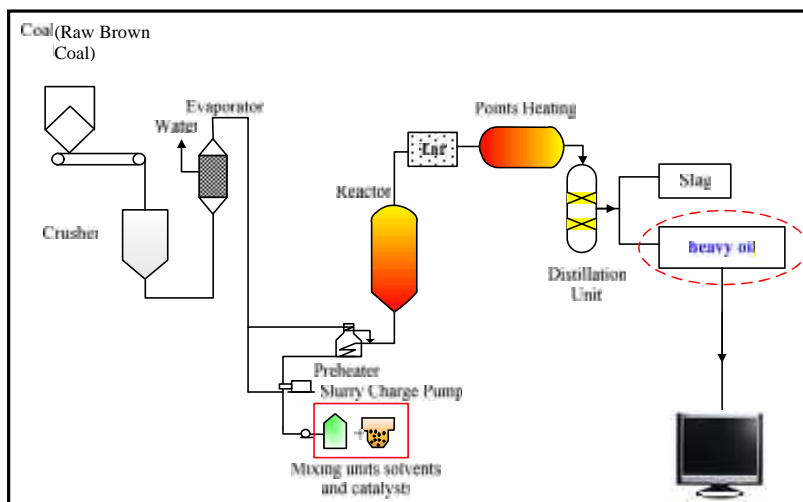 Coal (Raw Brown
Coal)
Evaporator
Water
Crusher
Reactor
Points Heating
Slag
heavy oil
Distillation
Unit
Preheater
Slurry Charge Pump
+
Mixing units solvents
and catalysts